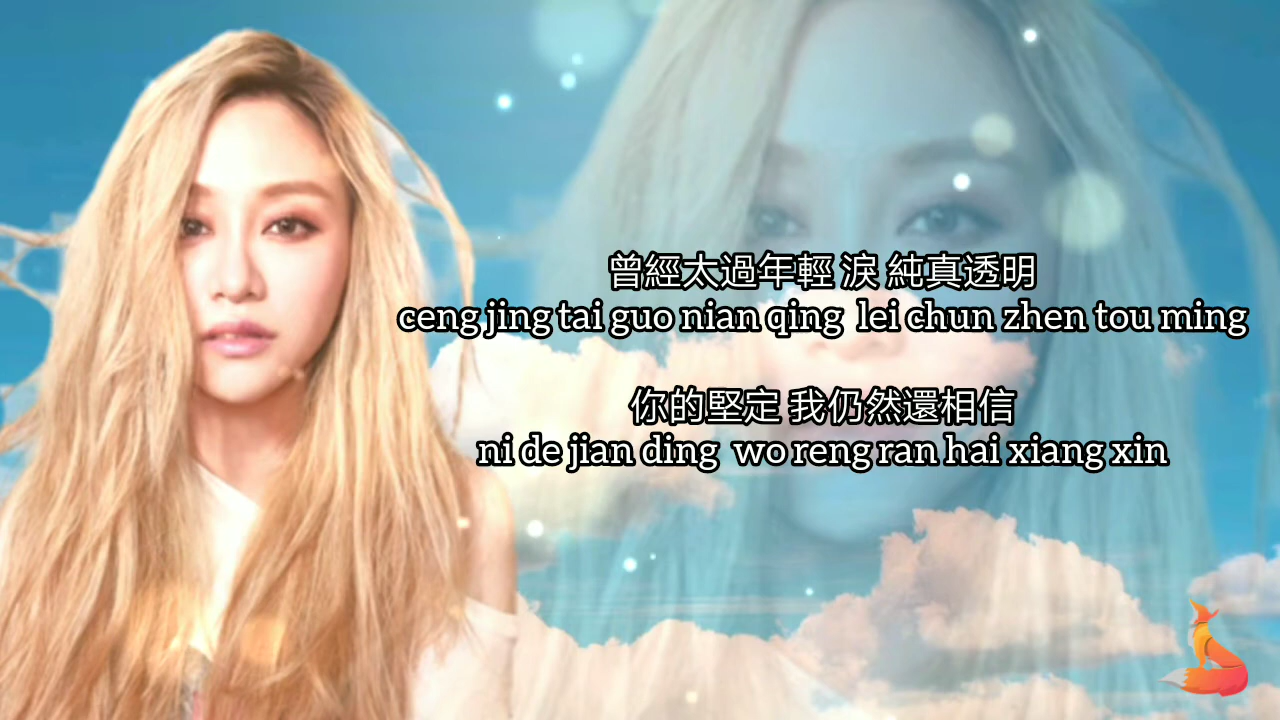 曾經太過年輕 淚 純真透明
ceng jing tai guo nian qing  lei chun zhen tou ming
你的堅定 我仍然還相信
ni de jian ding  wo reng ran hai xiang xin